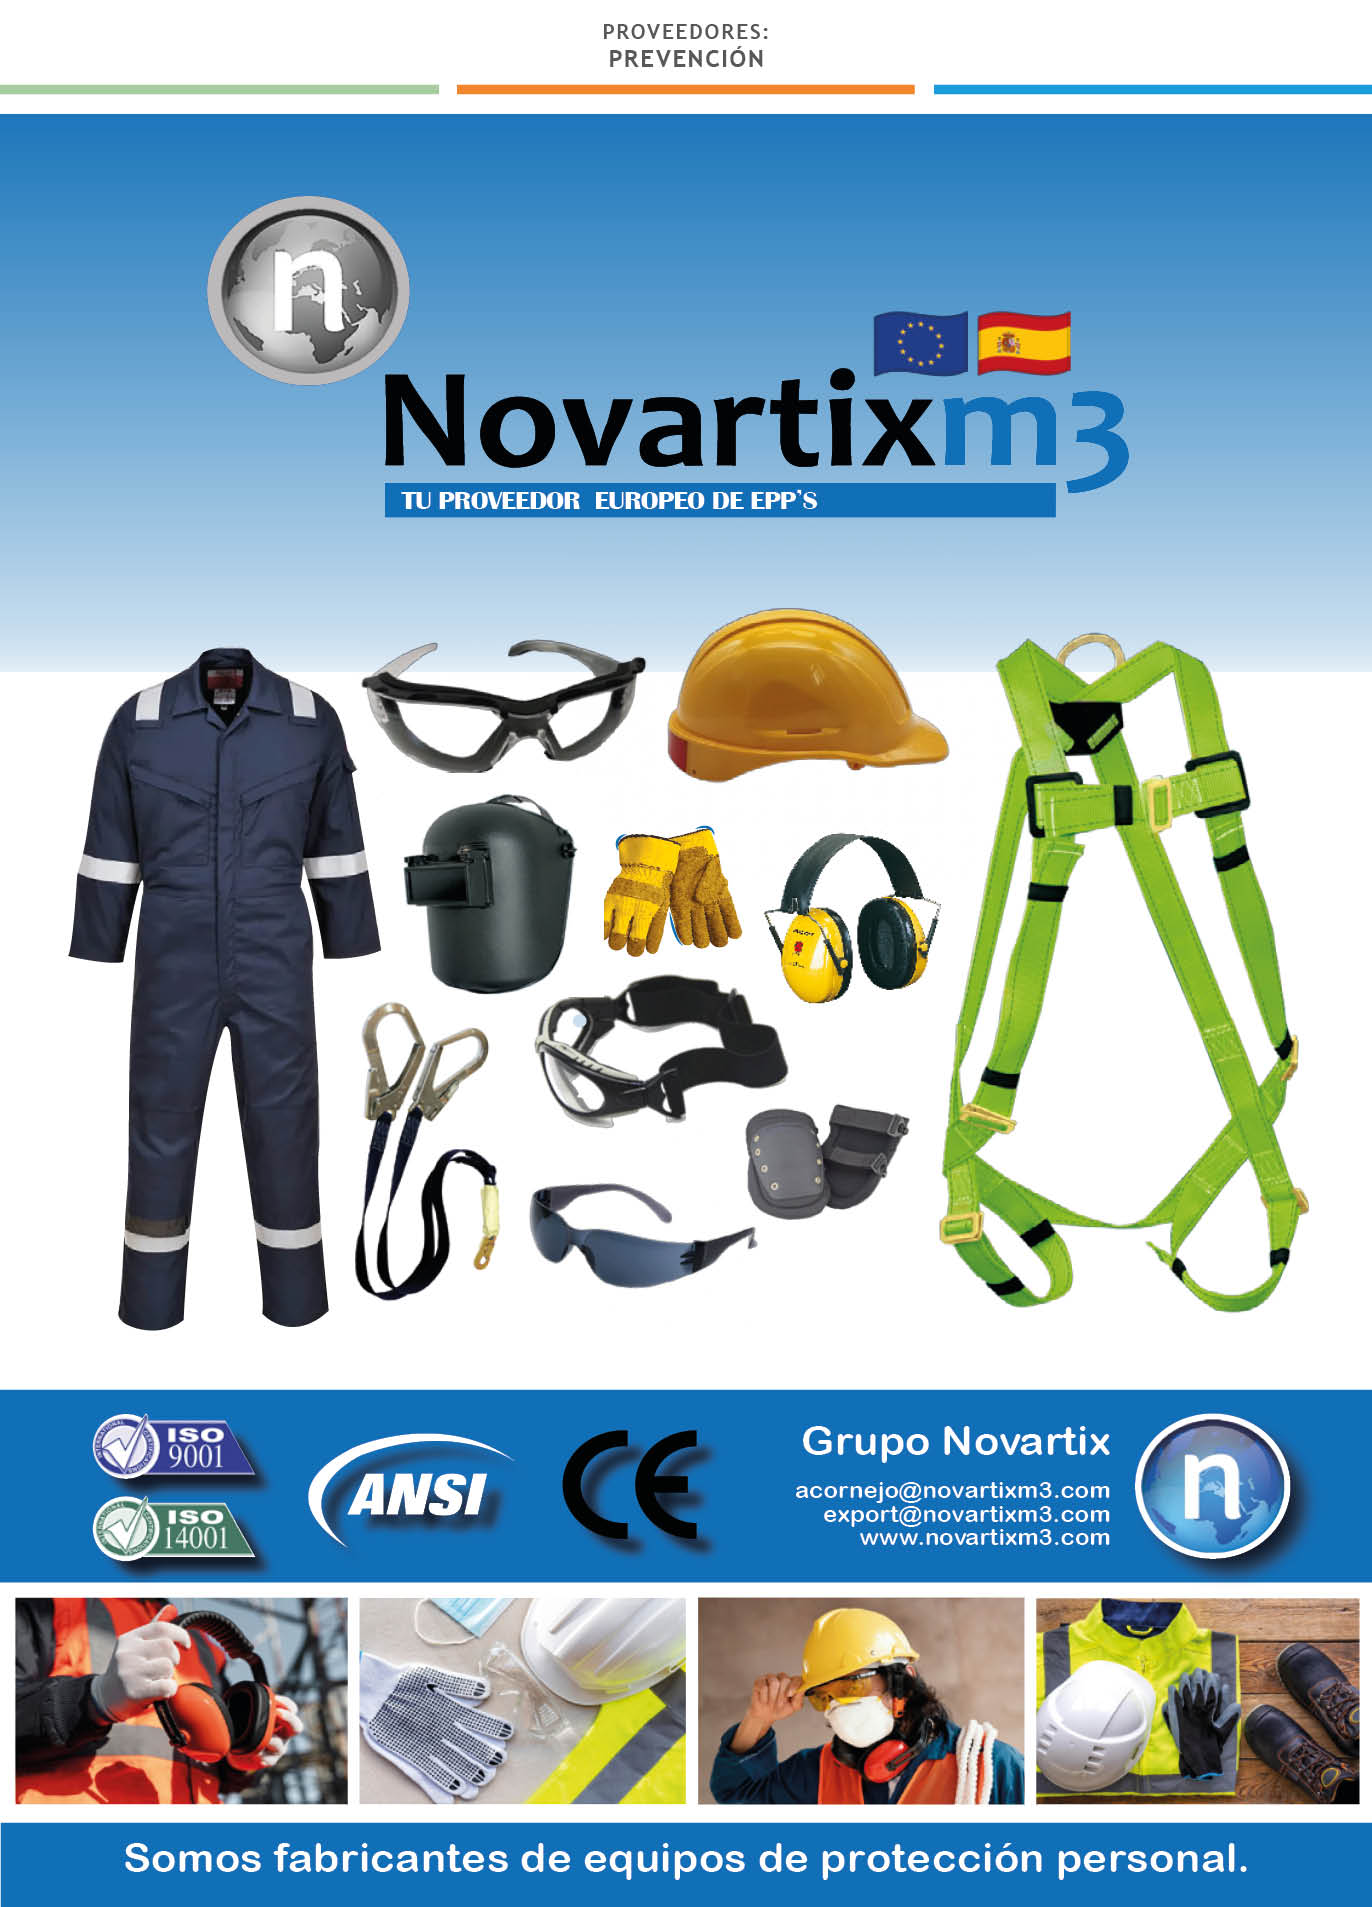 PROVEEDORES:
PREVENCIÓN
n
Novartixm3
TU PROVEEDOR EUROPEO DE EPP'S
ISO
9001
ISO
14001
ANSI
CE
Grupo Novartix
acornejo@novartixm3.com
export@novartixm3.com
www.novartixm3.com
n
Somos fabricantes de equipos de protección personal.